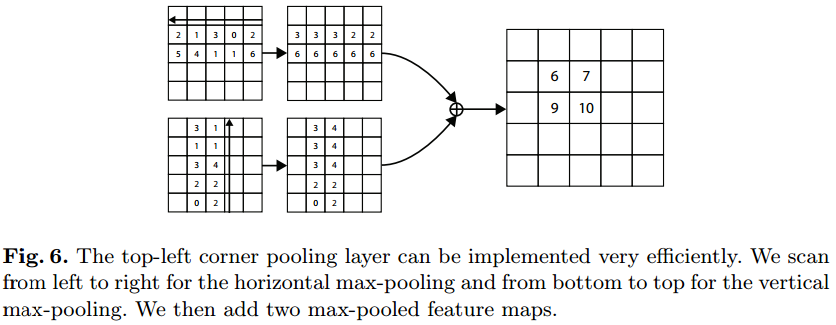 2 1 3 0 2
5 4 1 1 6
3 3 3 2 2
6 6 6 6 6
6 7
9 10
3 1
1 1
3 4
2 2
0 2
3 4
3 4
3 4
2 2
0 2
Fig. 6. The top-left corner pooling layer can be implemented very efficiently. We scan
from left to right for the horizontal max-pooling and from bottom to top for the vertical
max-pooling. We then add two max-pooled feature maps.